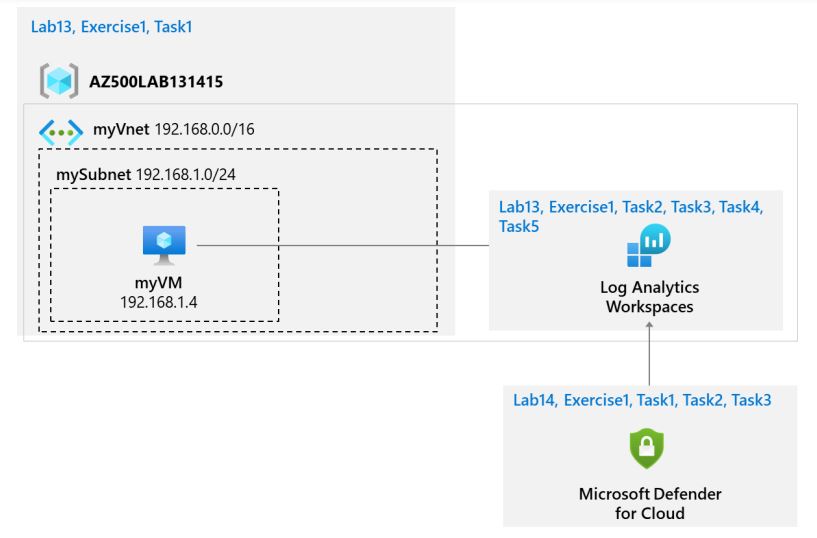 Lab13, Exercise1, Task1
AZ500LAB131415
myVnet 192.168.0.0/16
mySubnet 192.168.1.0/24
myVM
192.168.1.4
Lab13, Exercise1, Task2, Task3, Task4,
Task5
Log Analytics
Workspaces
Lab14, Exercise1, Task1, Task2, Task3
Microsoft Defender
for Cloud